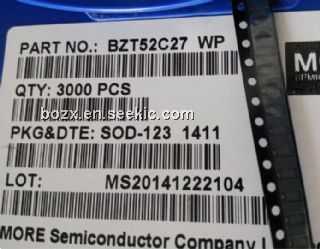 PART NO.: BZT52C27 WP
QTY: 3000 PCS
bozx.en.seekic.com
PKG&DTE: SOD-123 1411
LOT: MS20141222104
MORE Semiconductor Company